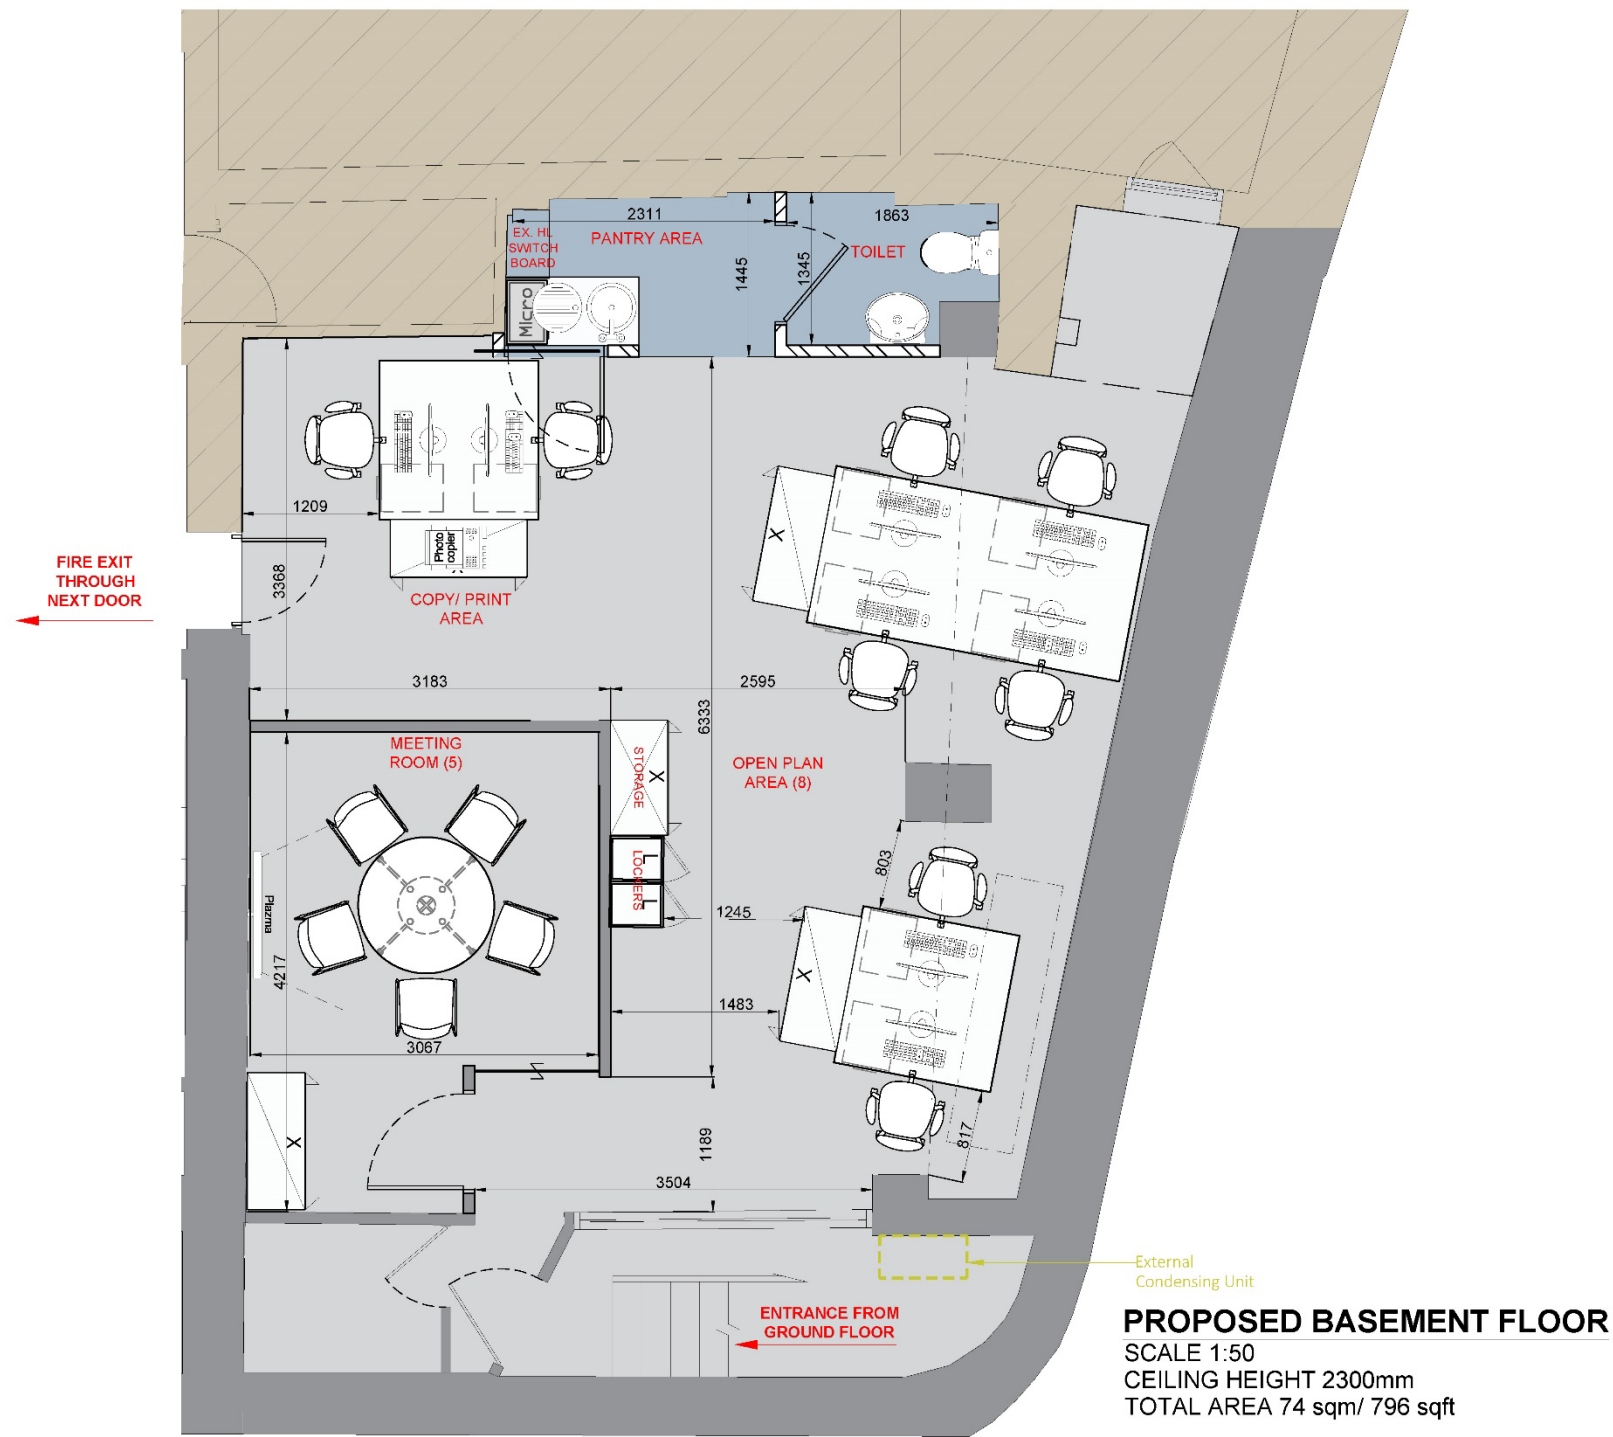 2311
1863
EX. HL
SWITCH
BOARD
PANTRY AREA
TOILET
1445
1345
Micro
1209
3368
Photo
copier
COPY/ PRINT
AREA
X
FIRE EXIT
THROUGH
NEXT DOOR
3183
2595
6333
MEETING
ROOM (5)
STORAGE
X
OPEN PLAN
AREA (8)
803
LOCKERS
L
L
Plazma
1245
4217
X
1483
3067
X
1189
817
3504
External
Condensing Unit
ENTRANCE FROM
GROUND FLOOR
PROPOSED BASEMENT FLOOR
SCALE 1:50
CEILING HEIGHT 2300mm
TOTAL AREA 74 sqm/ 796 sqft